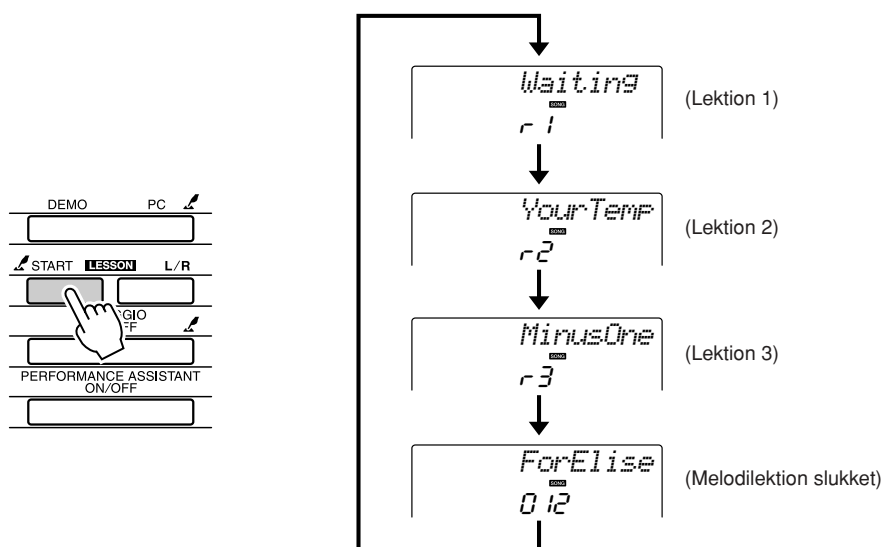 Waiting
SONG
r1
(Lektion 1)
YourTemp
SONG
r2
(Lektion 2)
MinusOne
SONG
r3
(Lektion 3)
ForElise
SONG
012
(Melodilektion slukket)
DEMO PC
START LESSON L/R
GIO
FF
PERFORMANCE ASSISTANT
ON/OFF